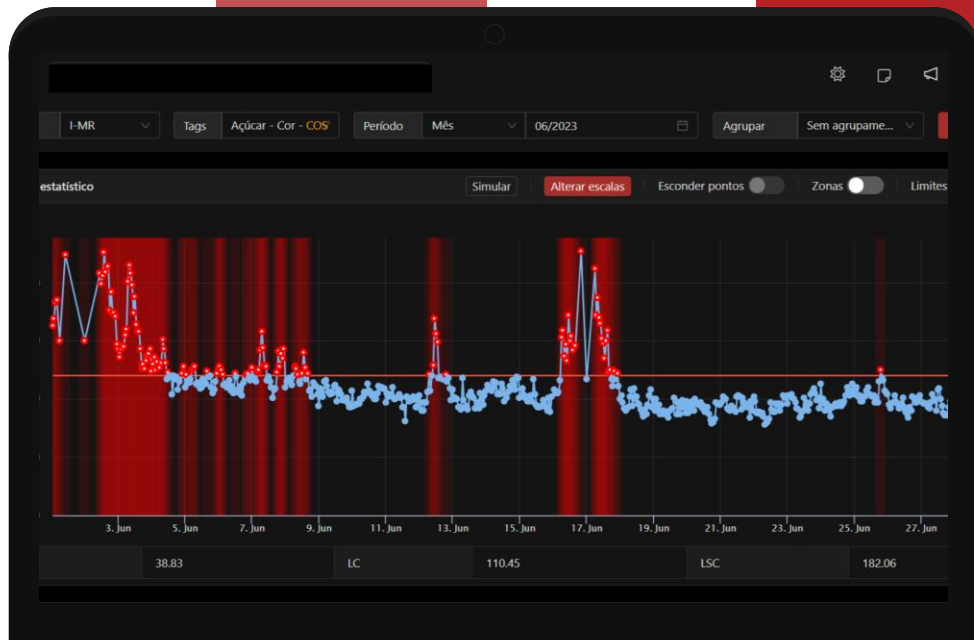 I-MR Tags Açúcar - Cor - COS Período Mês 06/2023 Agrupar Sem agrupame...
estatístico Simular Alterar escalas Esconder pontos Zonas Limites
3. Jun 5. Jun 7. Jun 9. Jun 11. Jun 13. Jun 15. Jun 17. Jun 19. Jun 21. Jun 23. Jun 25. Jun 27. Jun
38.83 LC 110.45 LSC 182.06